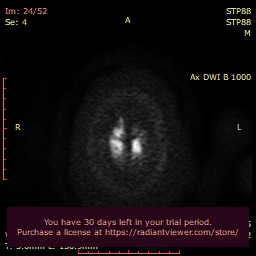 Im: 24/52
Se: 4
A
STP88
STP88
M
Ax DWI B 1000
R
L
You have 30 days left in your trial period.
Purchase a license at https://radiantviewer.com/store/